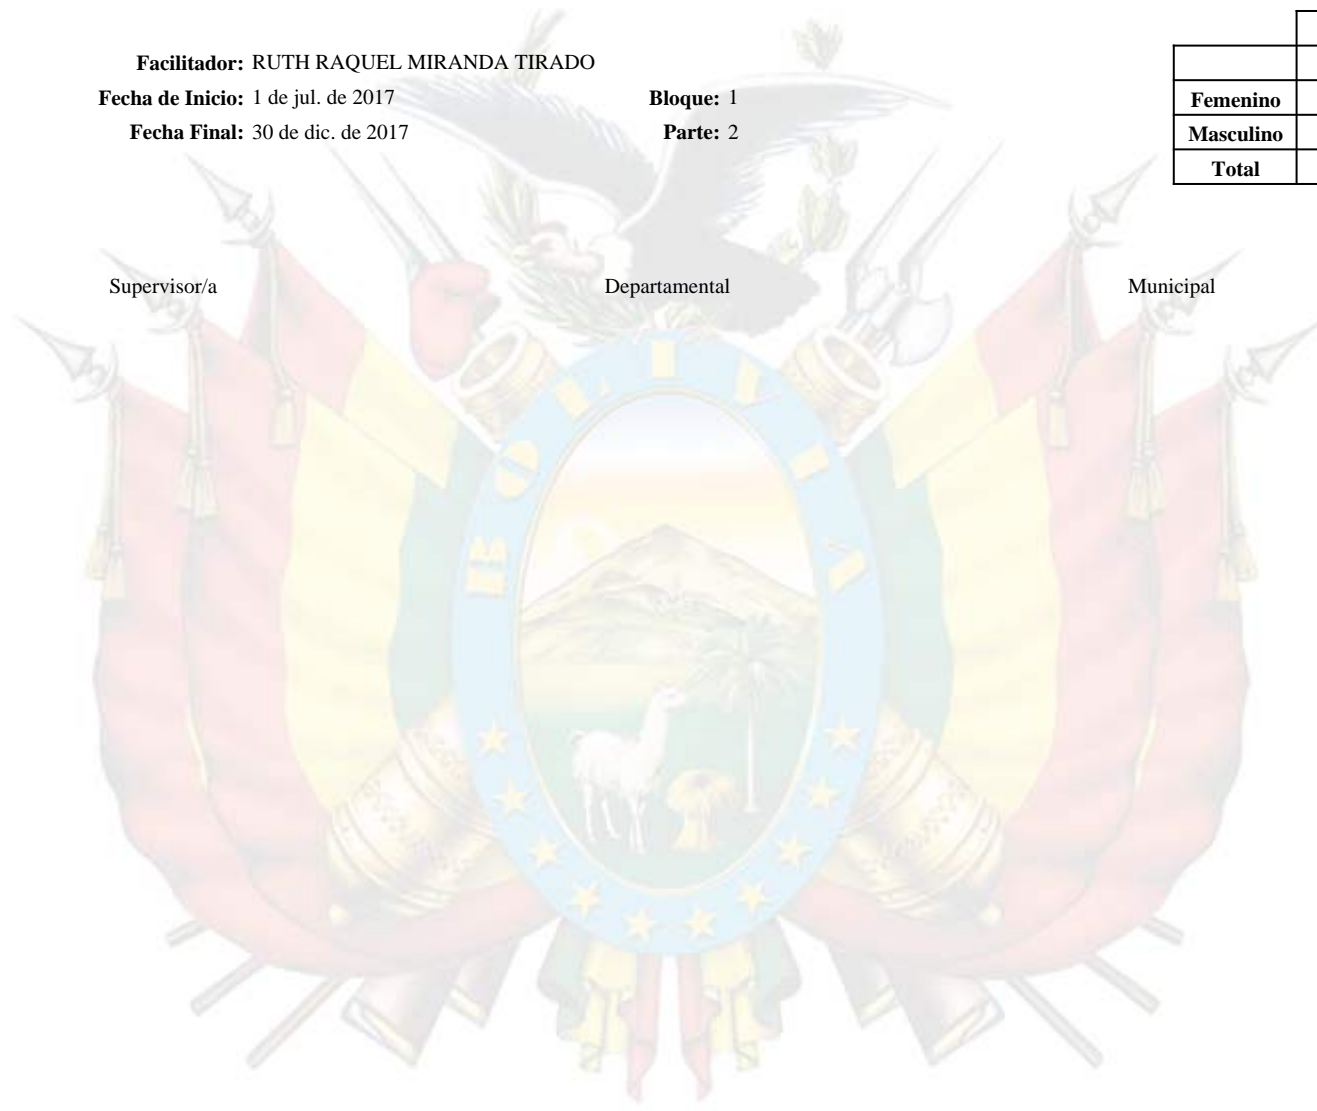 Facilitador: RUTH RAQUEL MIRANDA TIRADO
Fecha de Inicio: 1 de jul. de 2017 Bloque: 1
Fecha Final: 30 de dic. de 2017 Parte: 2
Femenino
Masculino
Total
Supervisor/a Departamental Municipal
BOLIVIA